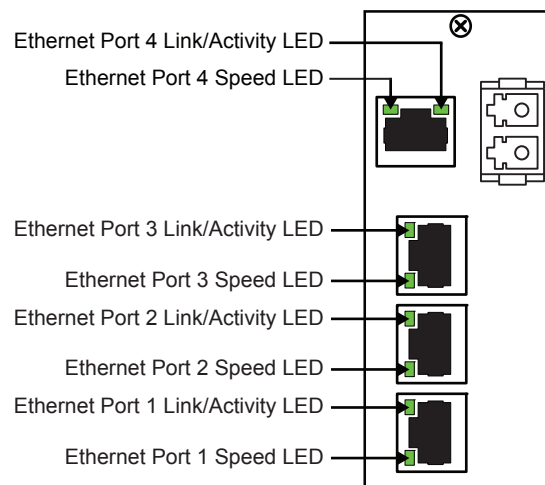 Ethernet Port 4 Link/Activity LED
Ethernet Port 4 Speed LED
Ethernet Port 3 Link/Activity LED
Ethernet Port 3 Speed LED
Ethernet Port 2 Link/Activity LED
Ethernet Port 2 Speed LED
Ethernet Port 1 Link/Activity LED
Ethernet Port 1 Speed LED